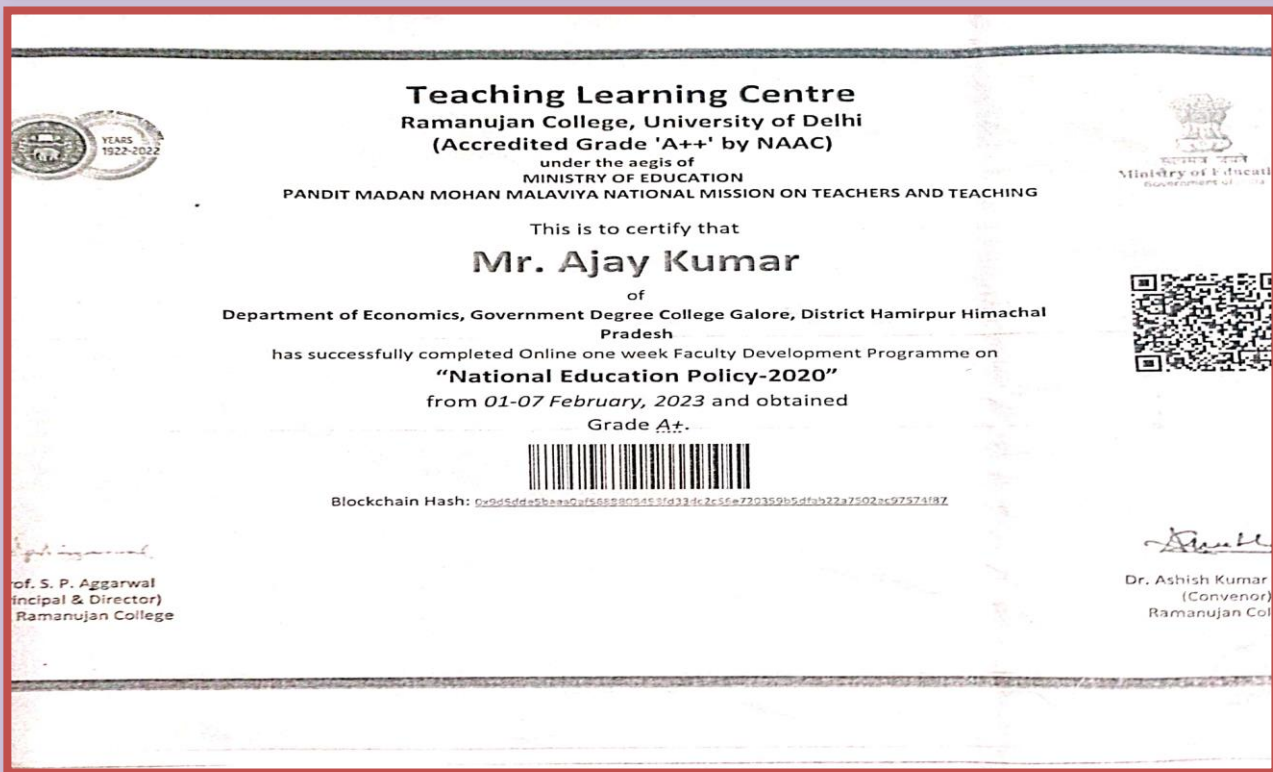 Teaching Learning Centre
Ramanujan College, University of Delhi
(Accredited Grade 'A++' by NAAC)
under the aegis of
MINISTRY OF EDUCATION
PANDIT MADAN MOHAN MALAVIYA NATIONAL MISSION ON TEACHERS AND TEACHING
YEARS
1922-2022
Ministry of Educati
Government of
This is to certify that
Mr. Ajay Kumar
of
Department of Economics, Government Degree College Galore, District Hamirpur Himachal
Pradesh
has successfully completed Online one week Faculty Development Programme on
"National Education Policy-2020"
from 01-07 February, 2023 and obtained
Grade A+.
Blockchain Hash:
of. S. P. Aggarwal
incipal & Director)
Ramanujan College
Dr. Ashish Kumar
(Convenor)
Ramanujan Col